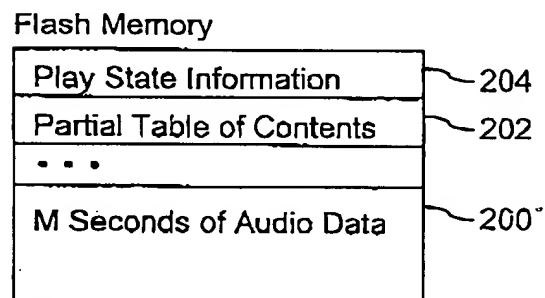 Flash Memory
Play State Information 204
Partial Table of Contents 202
• • •
M Seconds of Audio Data 200